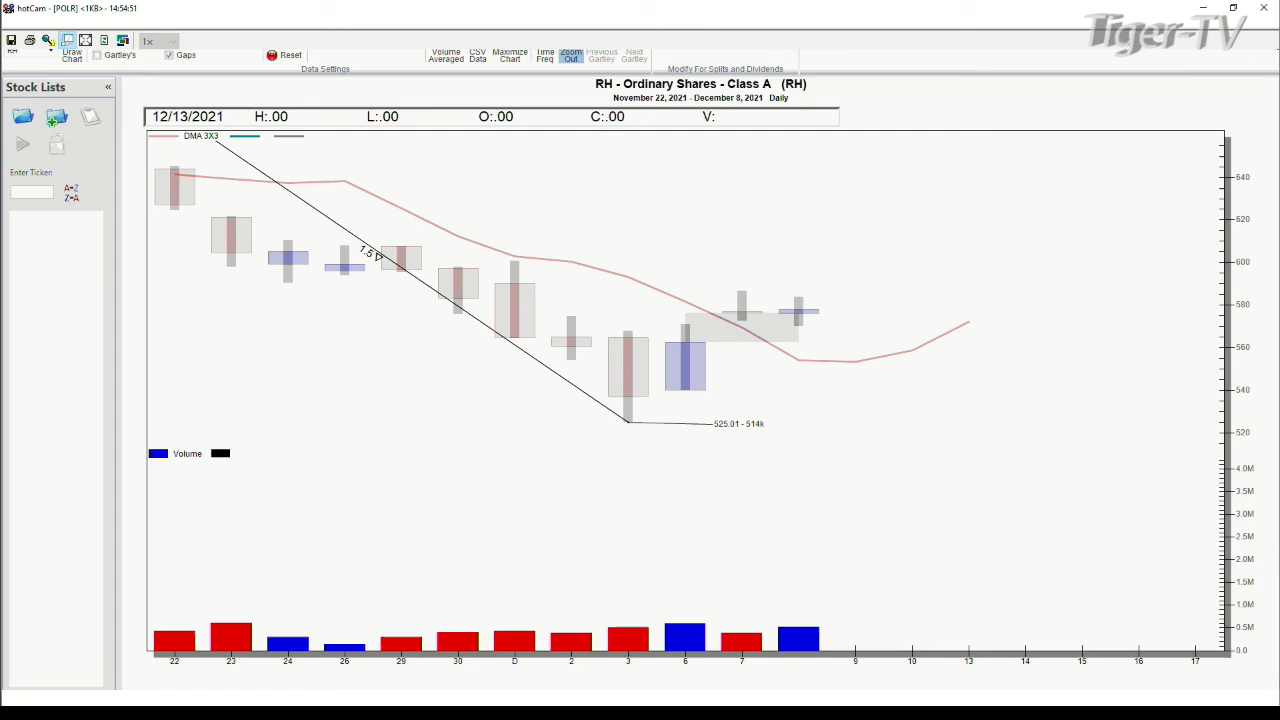 hotCam - [POLR] <1KB> - 14:54:51
Tiger-TV
1x
RH
Draw Chart
Gartley's
Gaps
Reset
Volume Averaged
CSV Data
Maximize Chart
Time Freq
Zoom Out
Previous Gartley
Next Gartley
Data Settings
Modify For Splits and Dividends
Stock Lists
«
Enter Ticker:
A=Z
Z=A
RH - Ordinary Shares - Class A (RH)
November 22, 2021 - December 8, 2021 Daily
12/13/2021 H:.00 L:.00 O:.00 C:.00 V:
DMA 3X3
1.5 V
525.01 - 514k
640
620
600
580
560
540
520
Volume
4.0M
3.5M
3.0M
2.5M
2.0M
1.5M
1.0M
0.5M
0.0
22 23 24 26 29 30 D 2 3 6 7 9 10 13 14 15 16 17